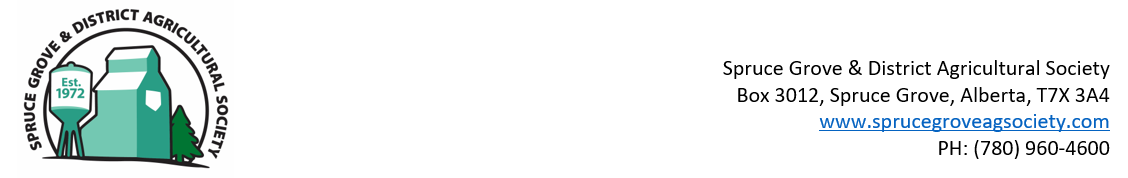 SPRUCE GROVE & DISTRICT AGRICULTURAL SOCIETY
Est.
1972
Spruce Grove & District Agricultural Society
Box 3012, Spruce Grove, Alberta, T7X 3A4
www.sprucegroveagsociety.com
PH: (780) 960-4600